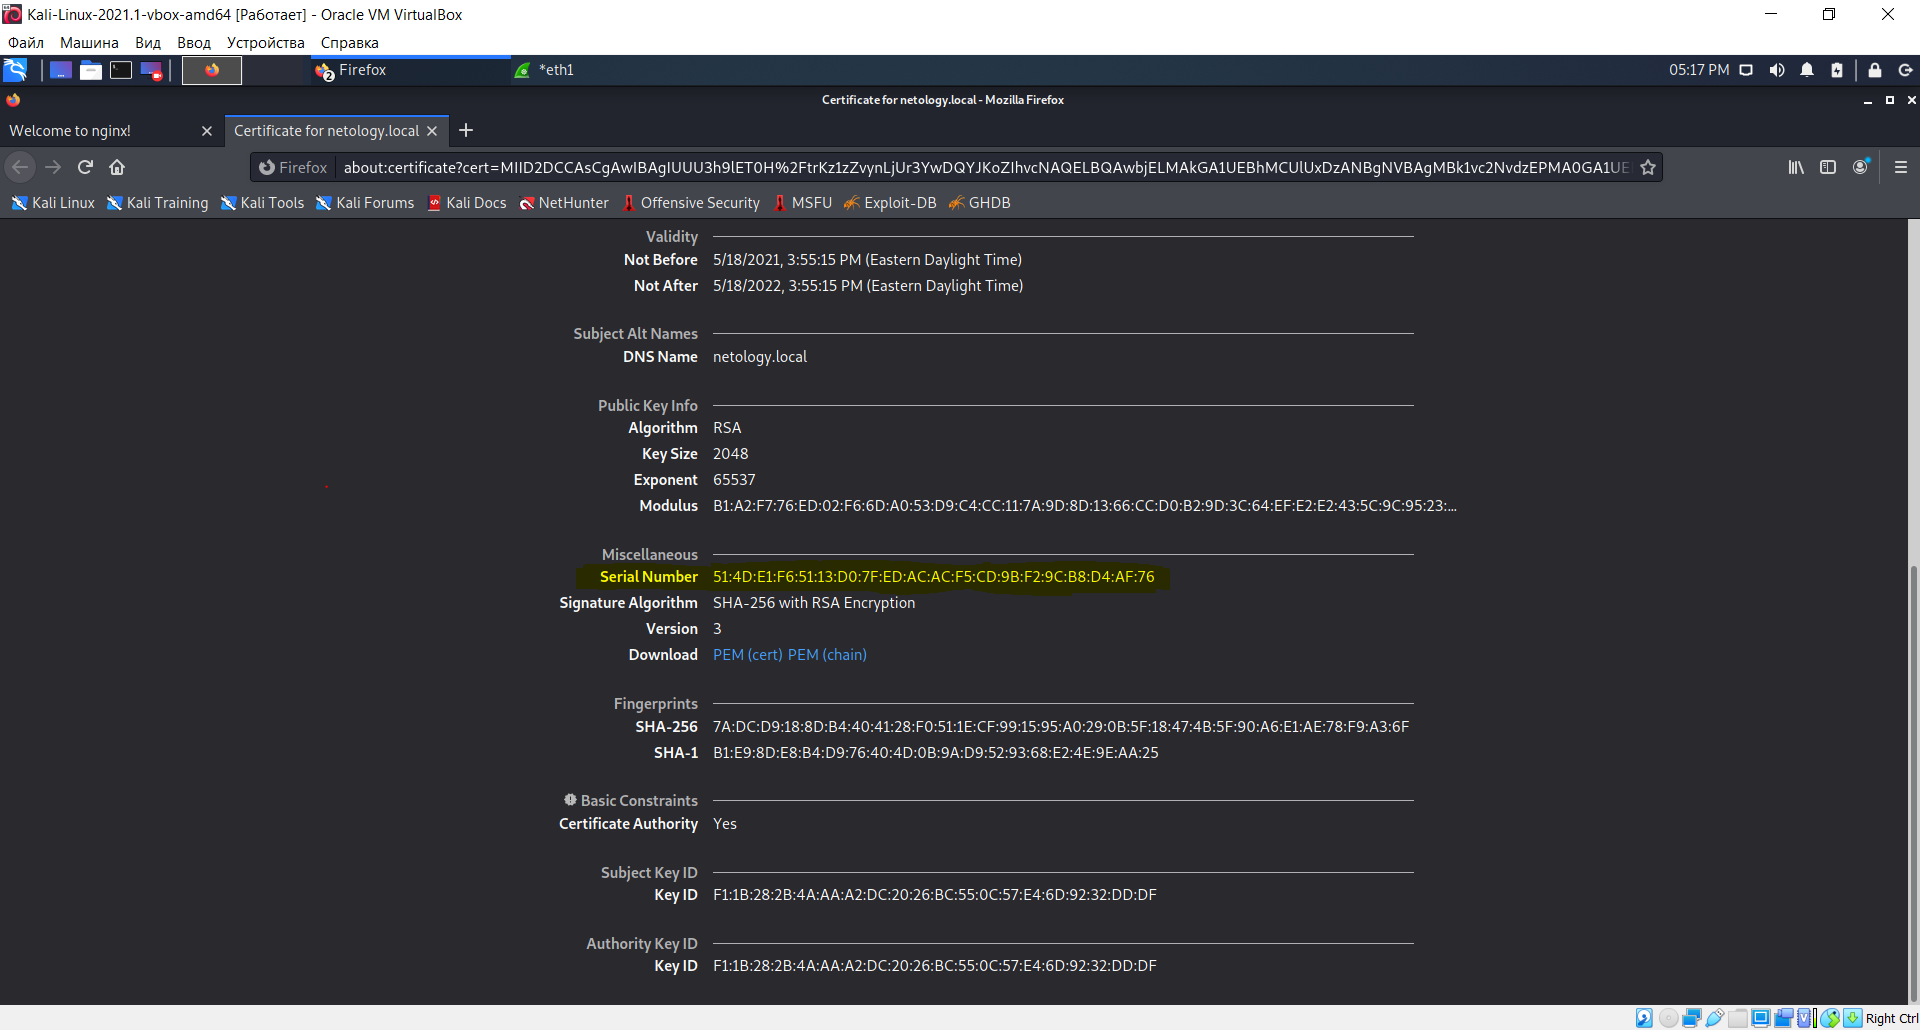 Kali-Linux-2021.1-vbox-amd64 [Работает] - Oracle VM VirtualBox
Файл Машина Вид Ввод Устройства Справка
2 Firefox *eth1 05:17 PM
Certificate for netology.local - Mozilla Firefox
Welcome to nginx! Certificate for netology.local
Firefox about:certificate?cert=MIID2DCCAsCgAwIBAgIUUU3h9lET0H%2FtrKz1zZvynLjUr3YwDQYJKoZIhvcNAQELBQAwbjELMAkGA1UEBhMCUlUxDzANBgNVBAgMBk1vc2NvdzEPMA0GA1UE
Kali Linux Kali Training Kali Tools Kali Forums Kali Docs NetHunter Offensive Security MSFU Exploit-DB GHDB
Validity
Not Before 5/18/2021, 3:55:15 PM (Eastern Daylight Time)
Not After 5/18/2022, 3:55:15 PM (Eastern Daylight Time)
Subject Alt Names
DNS Name netology.local
Public Key Info
Algorithm RSA
Key Size 2048
Exponent 65537
Modulus B1:A2:F7:76:ED:02:F6:6D:A0:53:D9:C4:CC:11:7A:9D:8D:13:66:CC:D0:B2:9D:3C:64:EF:E2:E2:43:5C:9C:95:23:...
Miscellaneous
Serial Number 51:4D:E1:F6:51:13:D0:7F:ED:AC:AC:F5:CD:9B:F2:9C:B8:D4:AF:76
Signature Algorithm SHA-256 with RSA Encryption
Version 3
Download PEM (cert) PEM (chain)
Fingerprints
SHA-256 7A:DC:D9:18:8D:B4:40:41:28:F0:51:1E:CF:99:15:95:A0:29:0B:5F:18:47:4B:5F:90:A6:E1:AE:78:F9:A3:6F
SHA-1 B1:E9:8D:E8:B4:D9:76:40:4D:0B:9A:D9:52:93:68:E2:4E:9E:AA:25
Basic Constraints
Certificate Authority Yes
Subject Key ID
Key ID F1:1B:28:2B:4A:AA:A2:DC:20:26:BC:55:0C:57:E4:6D:92:32:DD:DF
Authority Key ID
Key ID F1:1B:28:2B:4A:AA:A2:DC:20:26:BC:55:0C:57:E4:6D:92:32:DD:DF
Right Ctrl